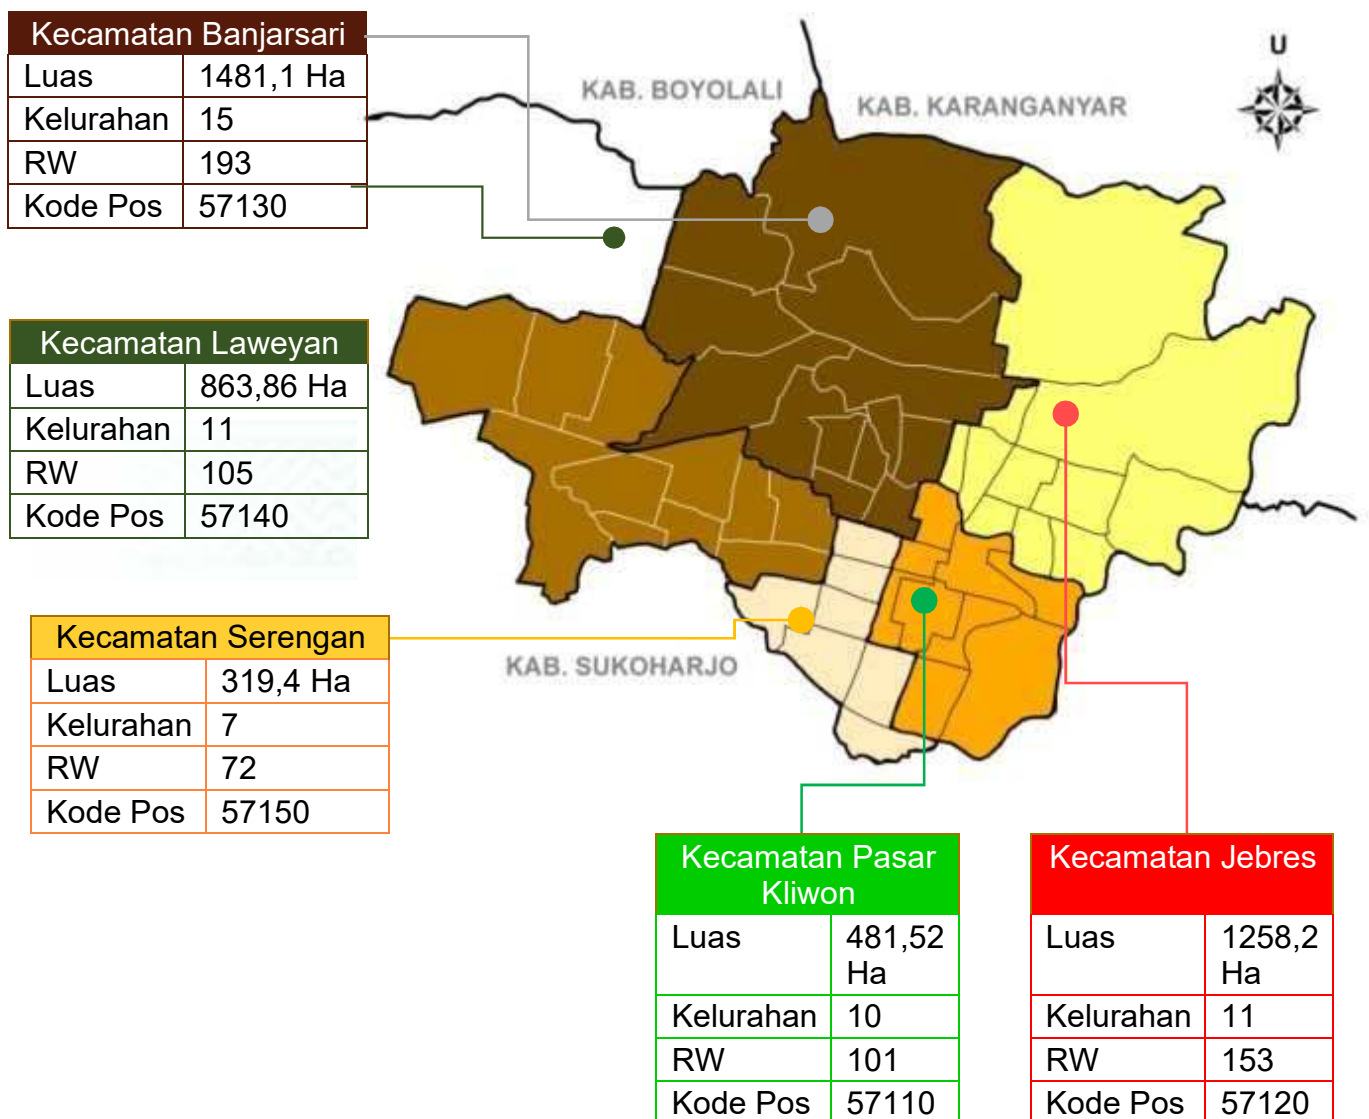 Kecamatan Banjarsari
Luas 1481,1 Ha
Kelurahan 15
RW 193
Kode Pos 57130
KAB. BOYOLALI
KAB. KARANGANYAR
U
Kecamatan Laweyan
Luas 863,86 Ha
Kelurahan 11
RW 105
Kode Pos 57140
Kecamatan Serengan
Luas 319,4 Ha
Kelurahan 7
RW 72
Kode Pos 57150
KAB. SUKOHARJO
Kecamatan Pasar
Kliwon
Luas 481,52
Ha
Kelurahan 10
RW 101
Kode Pos 57110
Kecamatan Jebres
Luas 1258,2
Ha
Kelurahan 11
RW 153
Kode Pos 57120